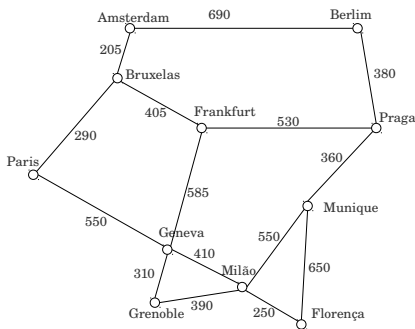 Amsterdam
690
Berlim
205
Bruxelas
380
405
Frankfurt
530
Praga
290
360
Paris
585
Munique
550
Geneva
410
550
650
310
Milão
390
250
Grenoble
Florença